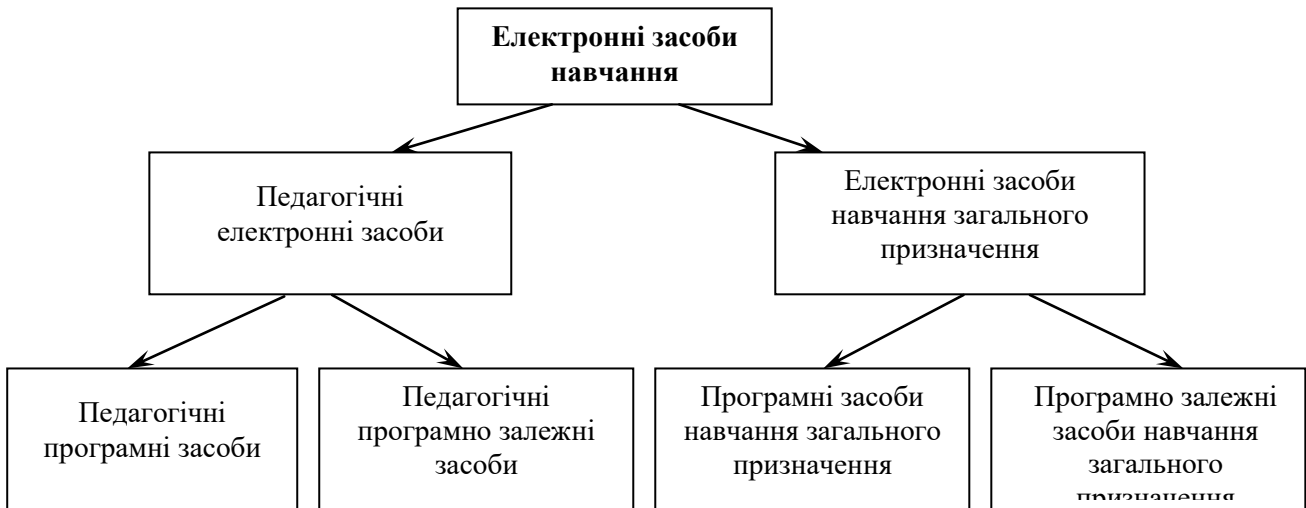 Електронні засоби
навчання
Педагогічні
електронні засоби
Електронні засоби
навчання загального
призначення
Педагогічні
програмні засоби
Педагогічні
програмно залежні
засоби
Програмні засоби
навчання загального
призначення
Програмно залежні
засоби навчання
загального
призначення